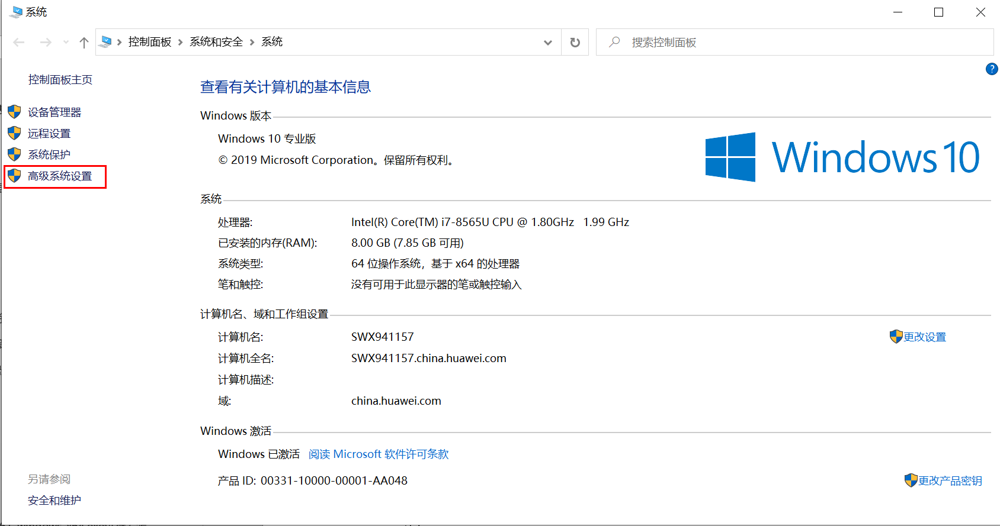 系统
控制面板 > 系统和安全 > 系统
搜索控制面板
?
控制面板主页
设备管理器
远程设置
系统保护
高级系统设置
查看有关计算机的基本信息
Windows 版本
Windows 10 专业版
© 2019 Microsoft Corporation。保留所有权利。
Windows 10
系统
处理器: Intel(R) Core(TM) i7-8565U CPU @ 1.80GHz 1.99 GHz
已安装的内存(RAM): 8.00 GB (7.85 GB 可用)
系统类型: 64 位操作系统，基于 x64 的处理器
笔和触控: 没有可用于此显示器的笔或触控输入
计算机名、域和工作组设置
计算机名: SWX941157
更改设置
计算机全名: SWX941157.china.huawei.com
计算机描述:
域: china.huawei.com
Windows 激活
Windows 已激活 阅读 Microsoft 软件许可条款
产品 ID: 00331-10000-00001-AA048
更改产品密钥
另请参阅
安全和维护